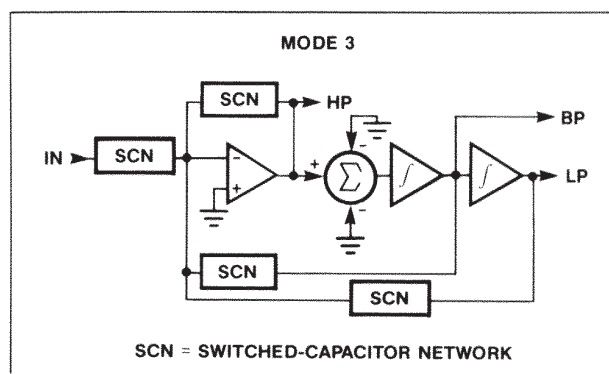 MODE 3
SCN
HP
BP
IN
SCN
-
+
+
Σ
-
-
∫
∫
LP
SCN
SCN
SCN = SWITCHED-CAPACITOR NETWORK